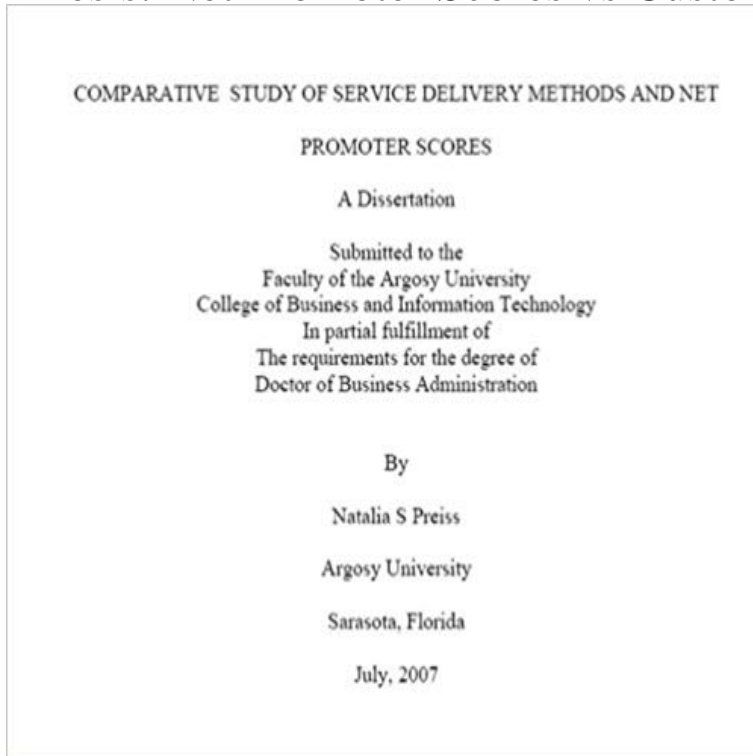 COMPARATIVE STUDY OF SERVICE DELIVERY METHODS AND NET
PROMOTER SCORES
A Dissertation
Submitted to the
Faculty of the Argosy University
College of Business and Information Technology
In partial fulfillment of
The requirements for the degree of
Doctor of Business Administration
By
Natalia S Preiss
Argosy University
Sarasota, Florida
July, 2007